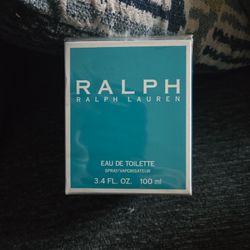 RALPH
RALPH LAUREN
EAU DE TOILETTE
SPRAY/VAPORISATEUR
3.4 FL. OZ. 100 ml